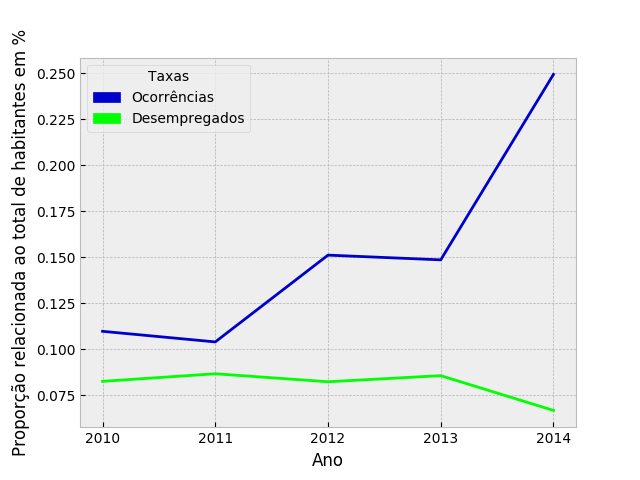 Proporção relacionada ao total de habitantes em %
0.250
0.225
0.200
0.175
0.150
0.125
0.100
0.075
Taxas
Ocorrências
Desempregados
2010 2011 2012 2013 2014
Ano